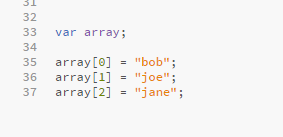 31
32
33 var array;
34
35 array[0] = "bob";
36 array[1] = "joe";
37 array[2] = "jane";